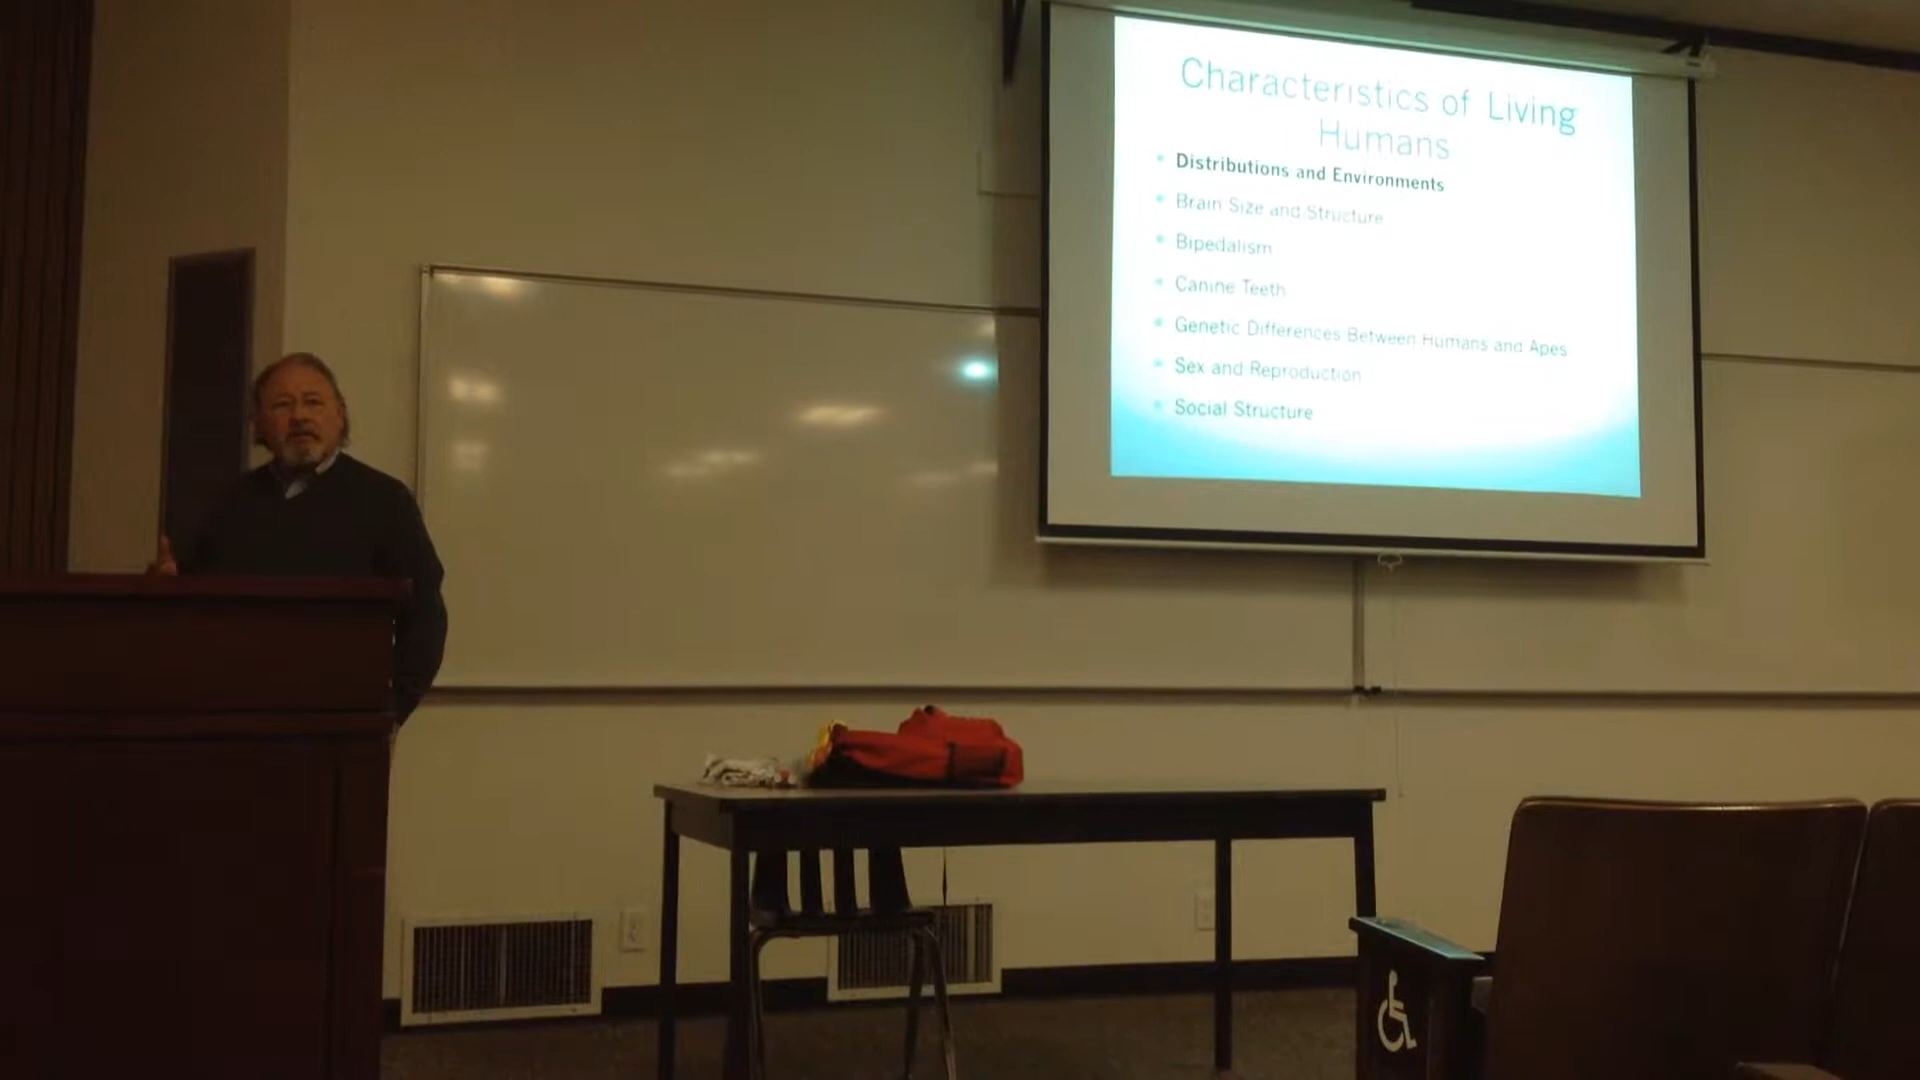 Characteristics of Living
Humans
Distributions and Environments
Brain Size and Structure
Bipedalism
Canine Teeth
Genetic Differences Between Humans and Apes
Sex and Reproduction
Social Structure